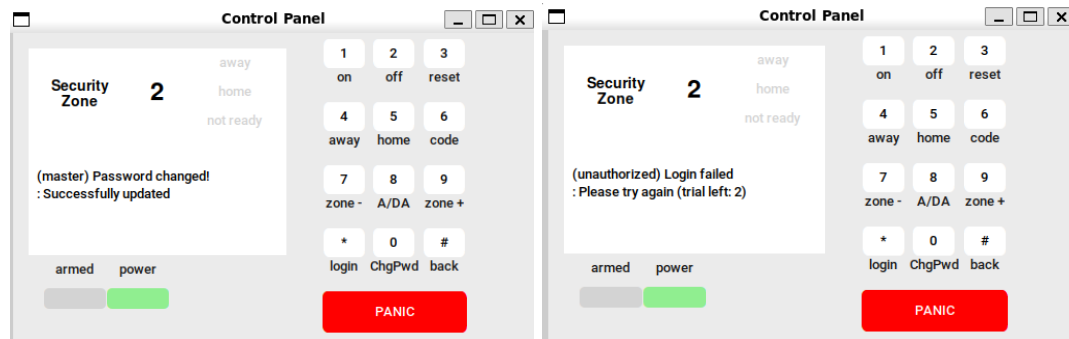 Control Panel
away
Security
Zone
2
home
not ready
(master) Password changed!
: Successfully updated
armed power
1 2 3
on off reset
4 5 6
away home code
7 8 9
zone - A/DA zone +
* 0 #
login ChgPwd back
PANIC
Control Panel
away
Security
Zone
2
home
not ready
(unauthorized) Login failed
: Please try again (trial left: 2)
armed power
1 2 3
on off reset
4 5 6
away home code
7 8 9
zone - A/DA zone +
* 0 #
login ChgPwd back
PANIC